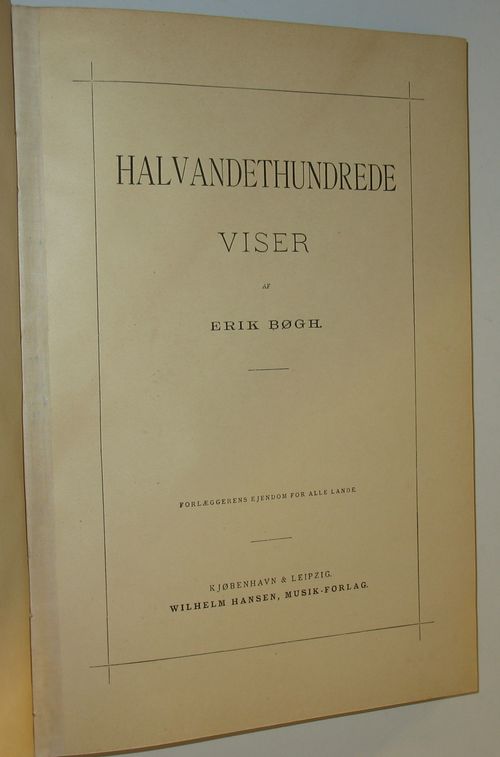 HALVANDETHUNDREDE
VISER
AF
ERIK BØGH.
FORLÆGGERENS EJENDOM FOR ALLE LANDE.
KJØBENHAVN & LEIPZIG.
WILHELM HANSEN, MUSIK-FORLAG.